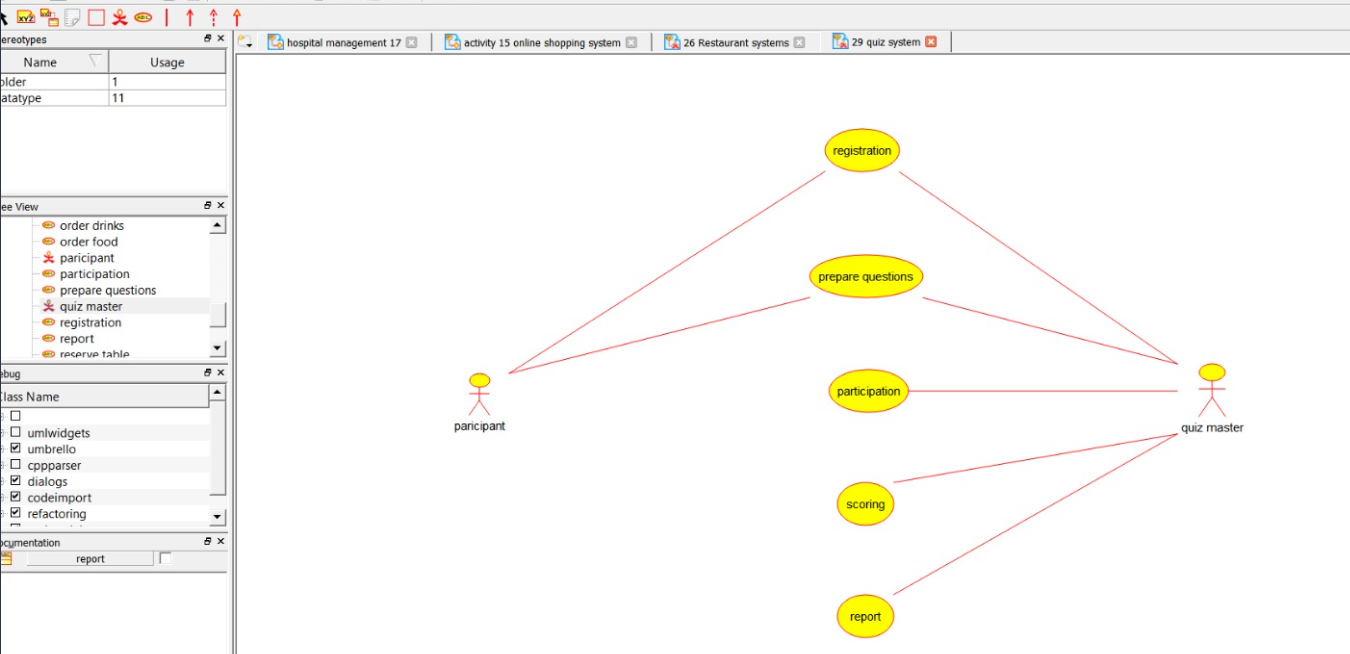 XYZ
ABC
ereotypes
hospital management 17
activity 15 online shopping system
26 Restaurant systems
29 quiz system
Name
Usage
older
1
atatype
11
ee View
order drinks
order food
paricipant
participation
prepare questions
quiz master
registration
report
reserve table
ebug
Class Name
umlwidgets
umbrello
cppparser
dialogs
codeimport
refactoring
ocumentation
report
registration
prepare questions
participation
paricipant
quiz master
scoring
report